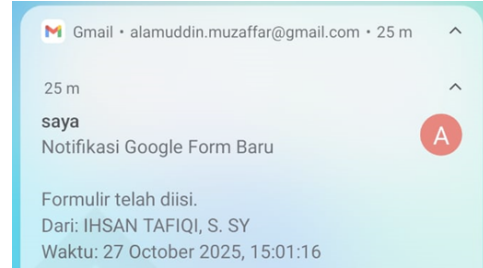 Gmail • alamuddin.muzaffar@gmail.com • 25 m
25 m
saya
A
Notifikasi Google Form Baru
Formulir telah diisi.
Dari: IHSAN TAFIQI, S. SY
Waktu: 27 October 2025, 15:01:16